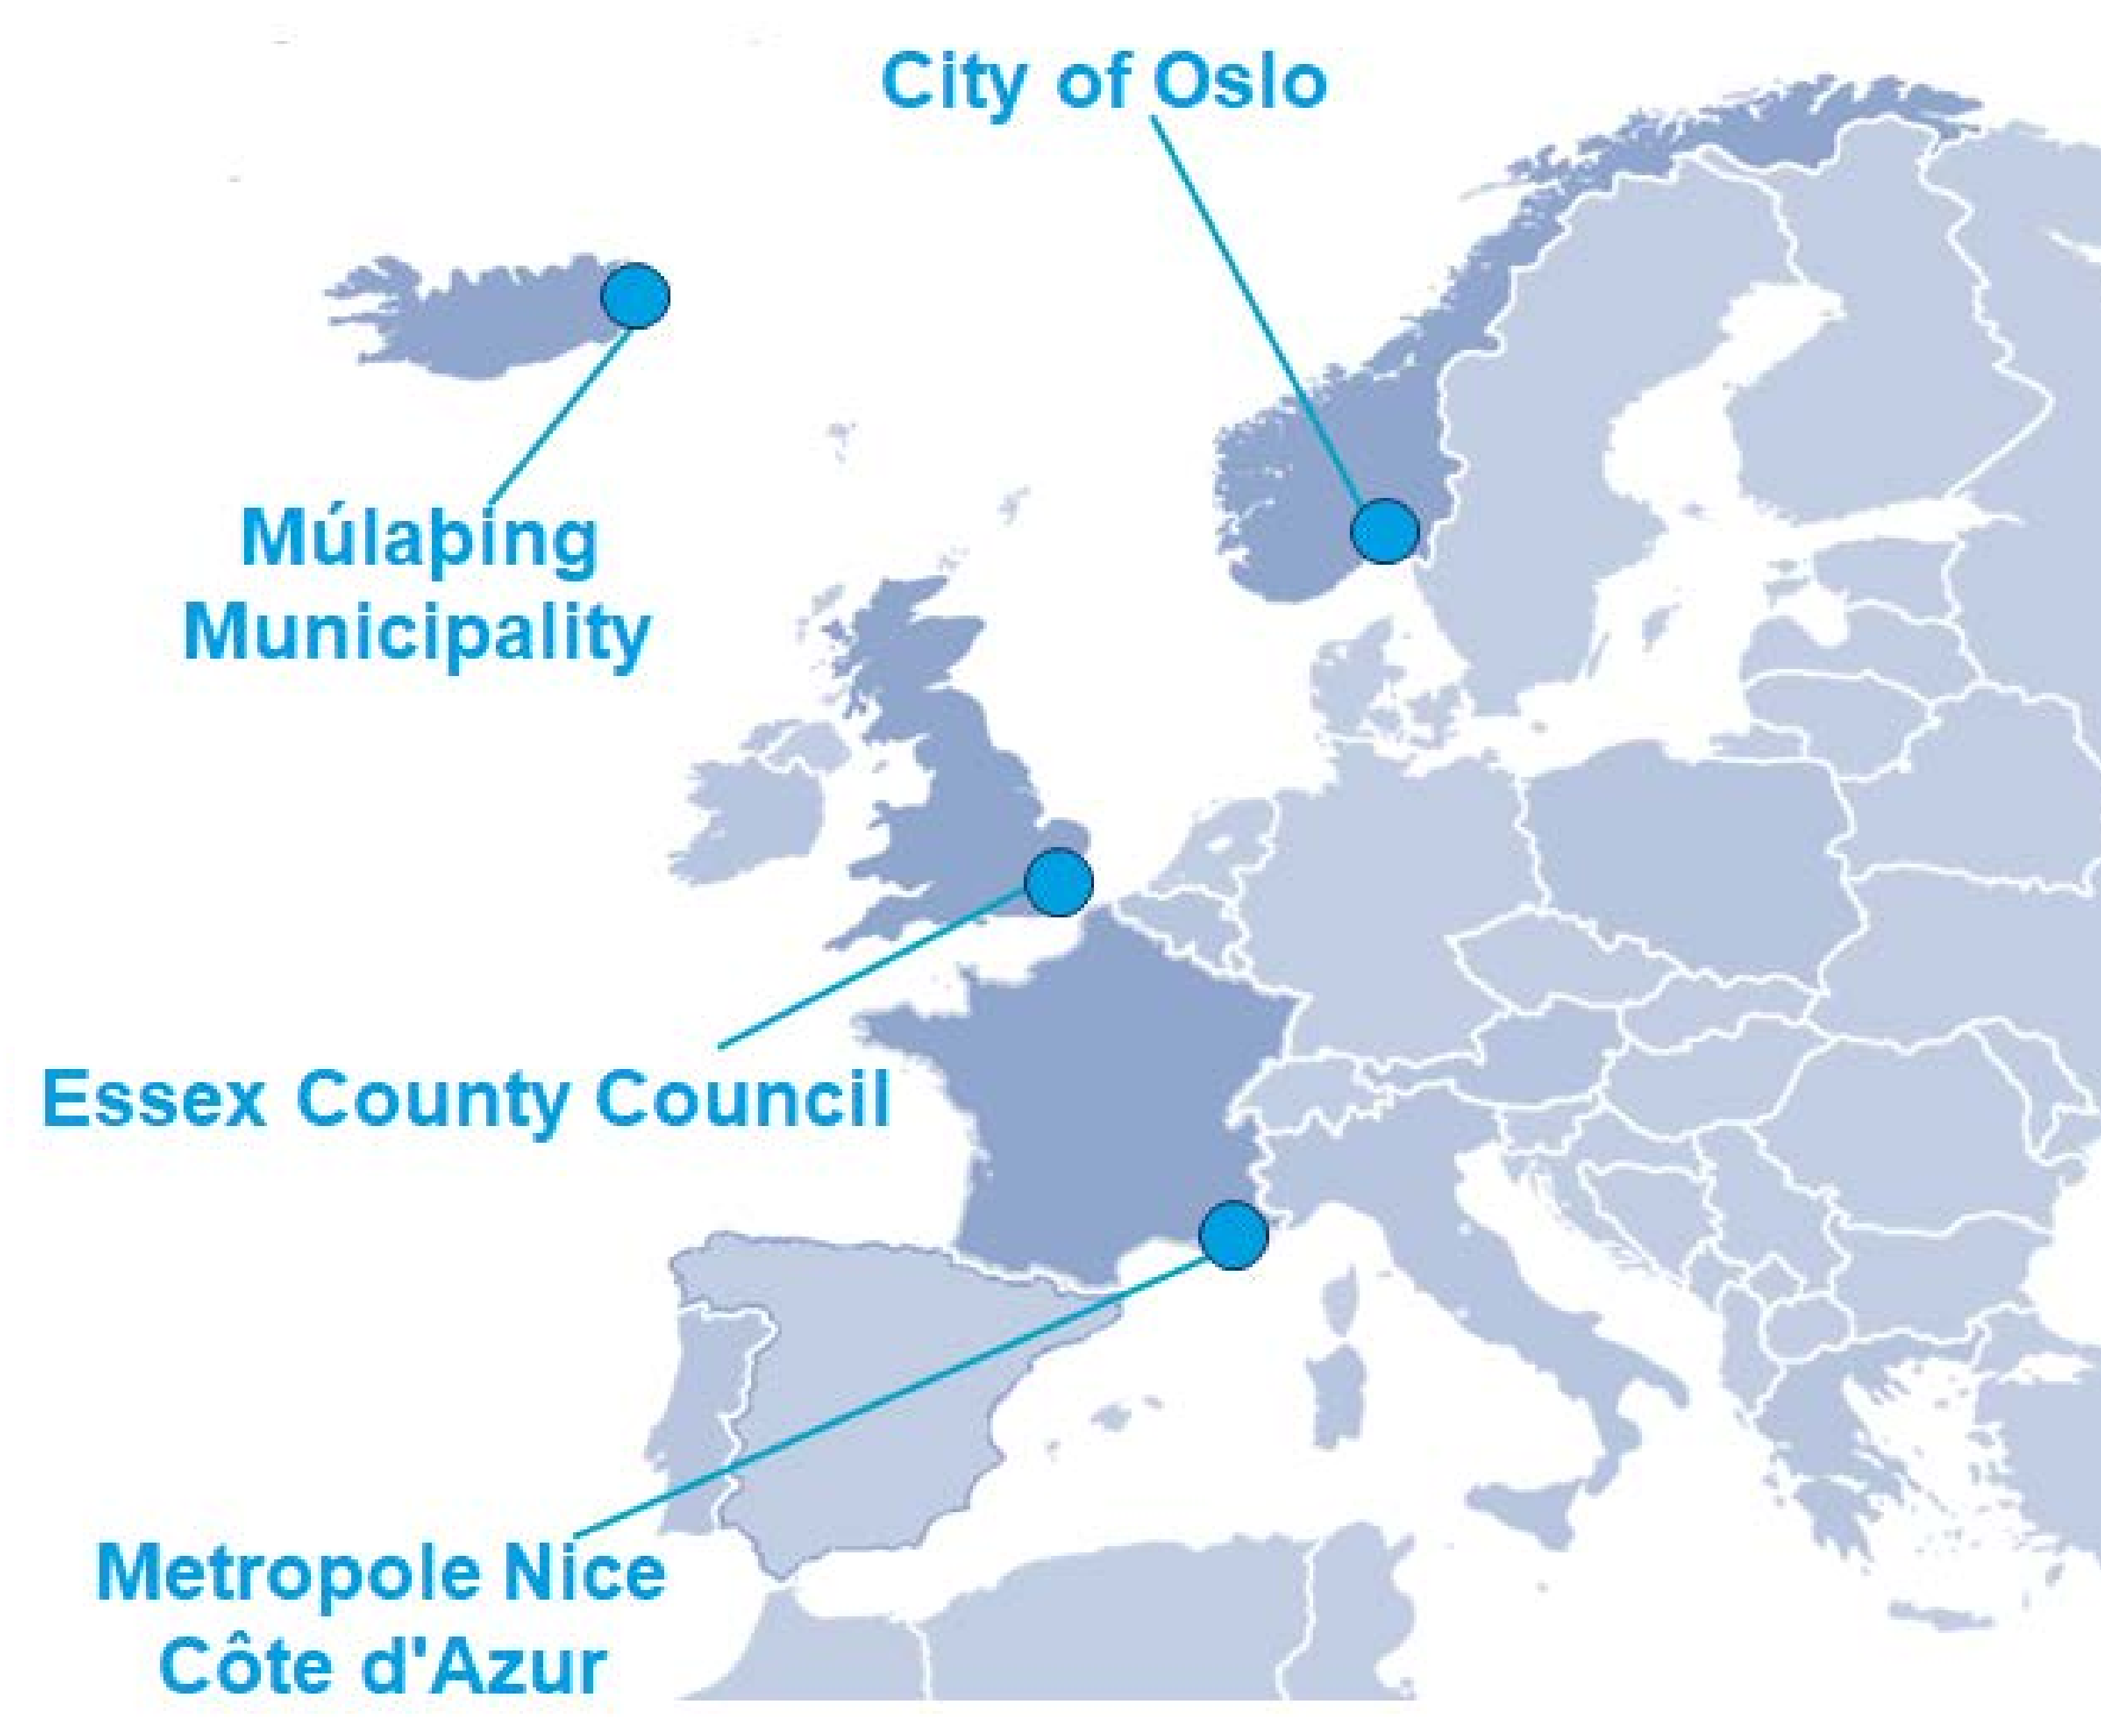 City of Oslo
Múlaþing
Municipality
Essex County Council
Metropole Nice
Côte d'Azur